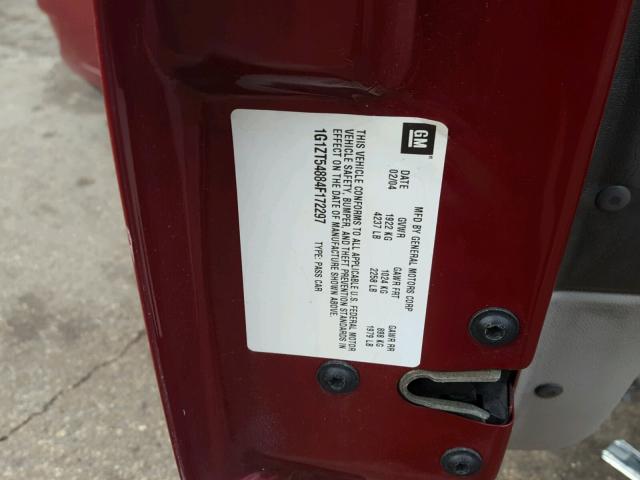 GM
MFD BY GENERAL MOTORS CORP
DATE GVWR GAWR FRT GAWR RR
02/04 1922 KG 1024 KG 898 KG
4237 LB 2258 LB 1979 LB
THIS VEHICLE CONFORMS TO ALL APPLICABLE U.S. FEDERAL MOTOR
VEHICLE SAFETY, BUMPER, AND THEFT PREVENTION STANDARDS IN
EFFECT ON THE DATE OF MANUFACTURE SHOWN ABOVE.
1G1ZT54884F172297 TYPE: PASS CAR